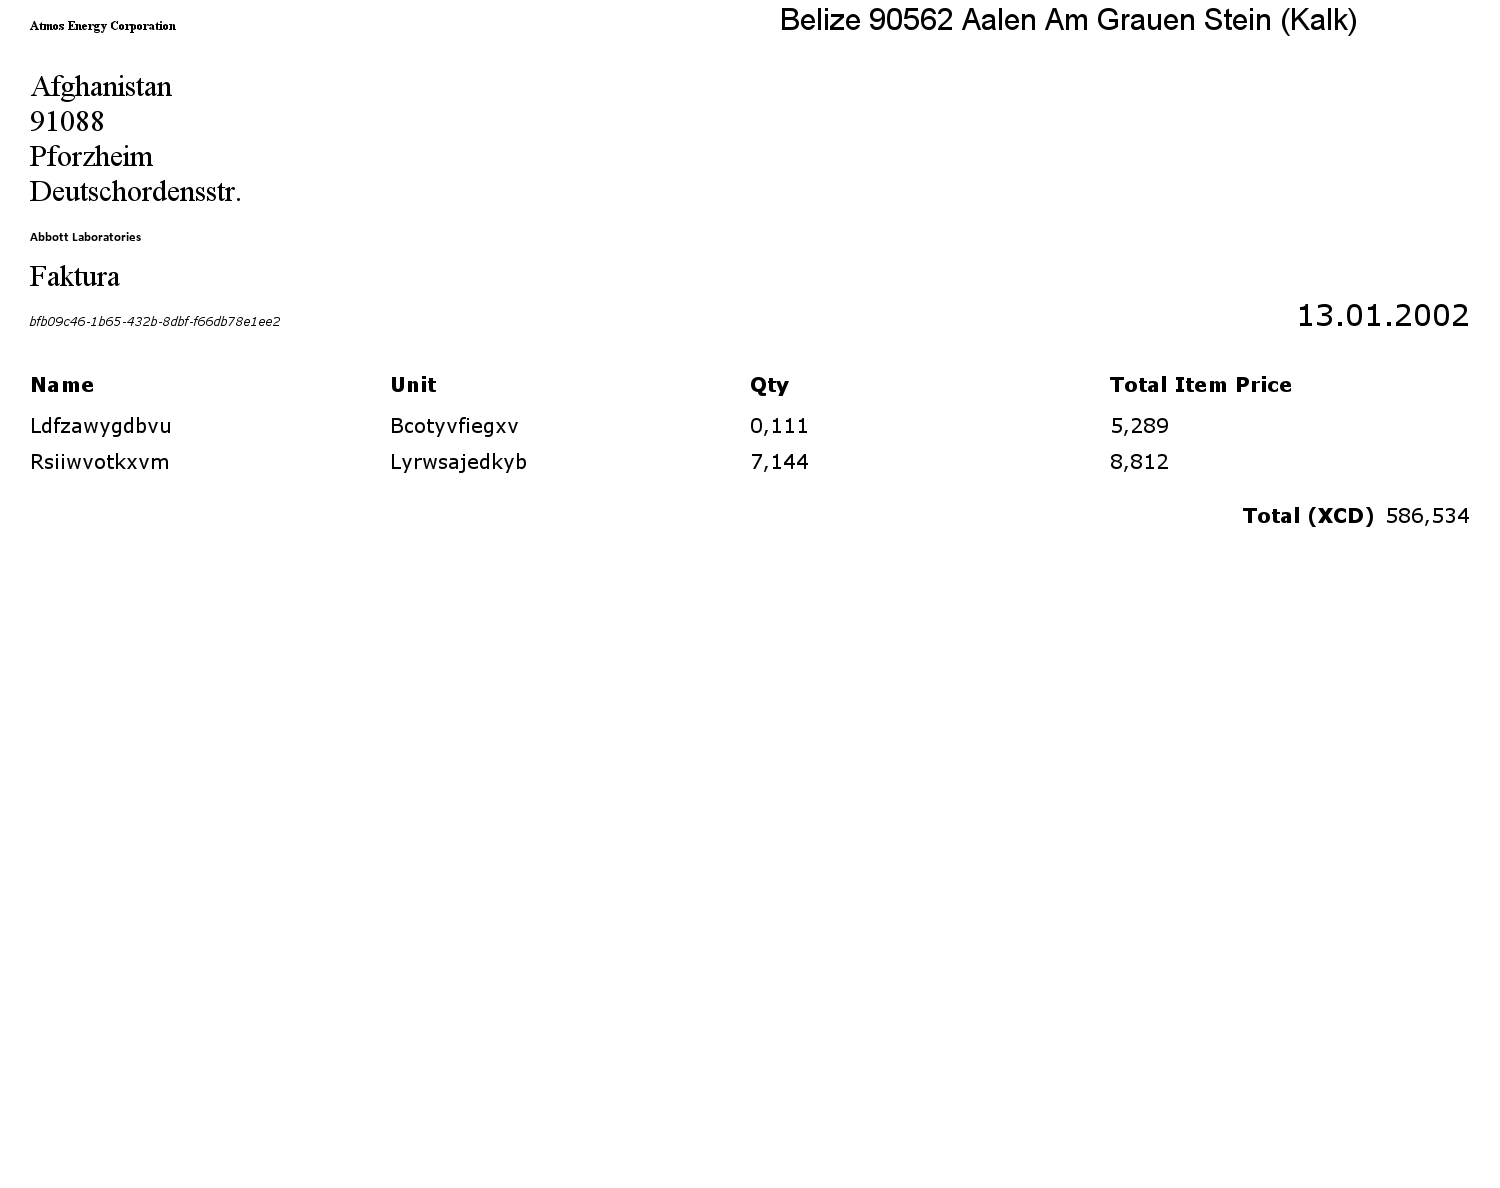 Atmos Energy Corporation
Belize 90562 Aalen Am Grauen Stein (Kalk)
Afghanistan
91088
Pforzheim
Deutschordensstr.
Abbott Laboratories
Faktura
bfb09c46-1b65-432b-8dbf-f66db78e1ee2
13.01.2002
Name Unit Qty Total Item Price
Ldfzawygdbvu Bcotyvfiegxv 0,111 5,289
Rsiiwvotkxvm Lyrwsajedkyb 7,144 8,812
Total (XCD) 586,534